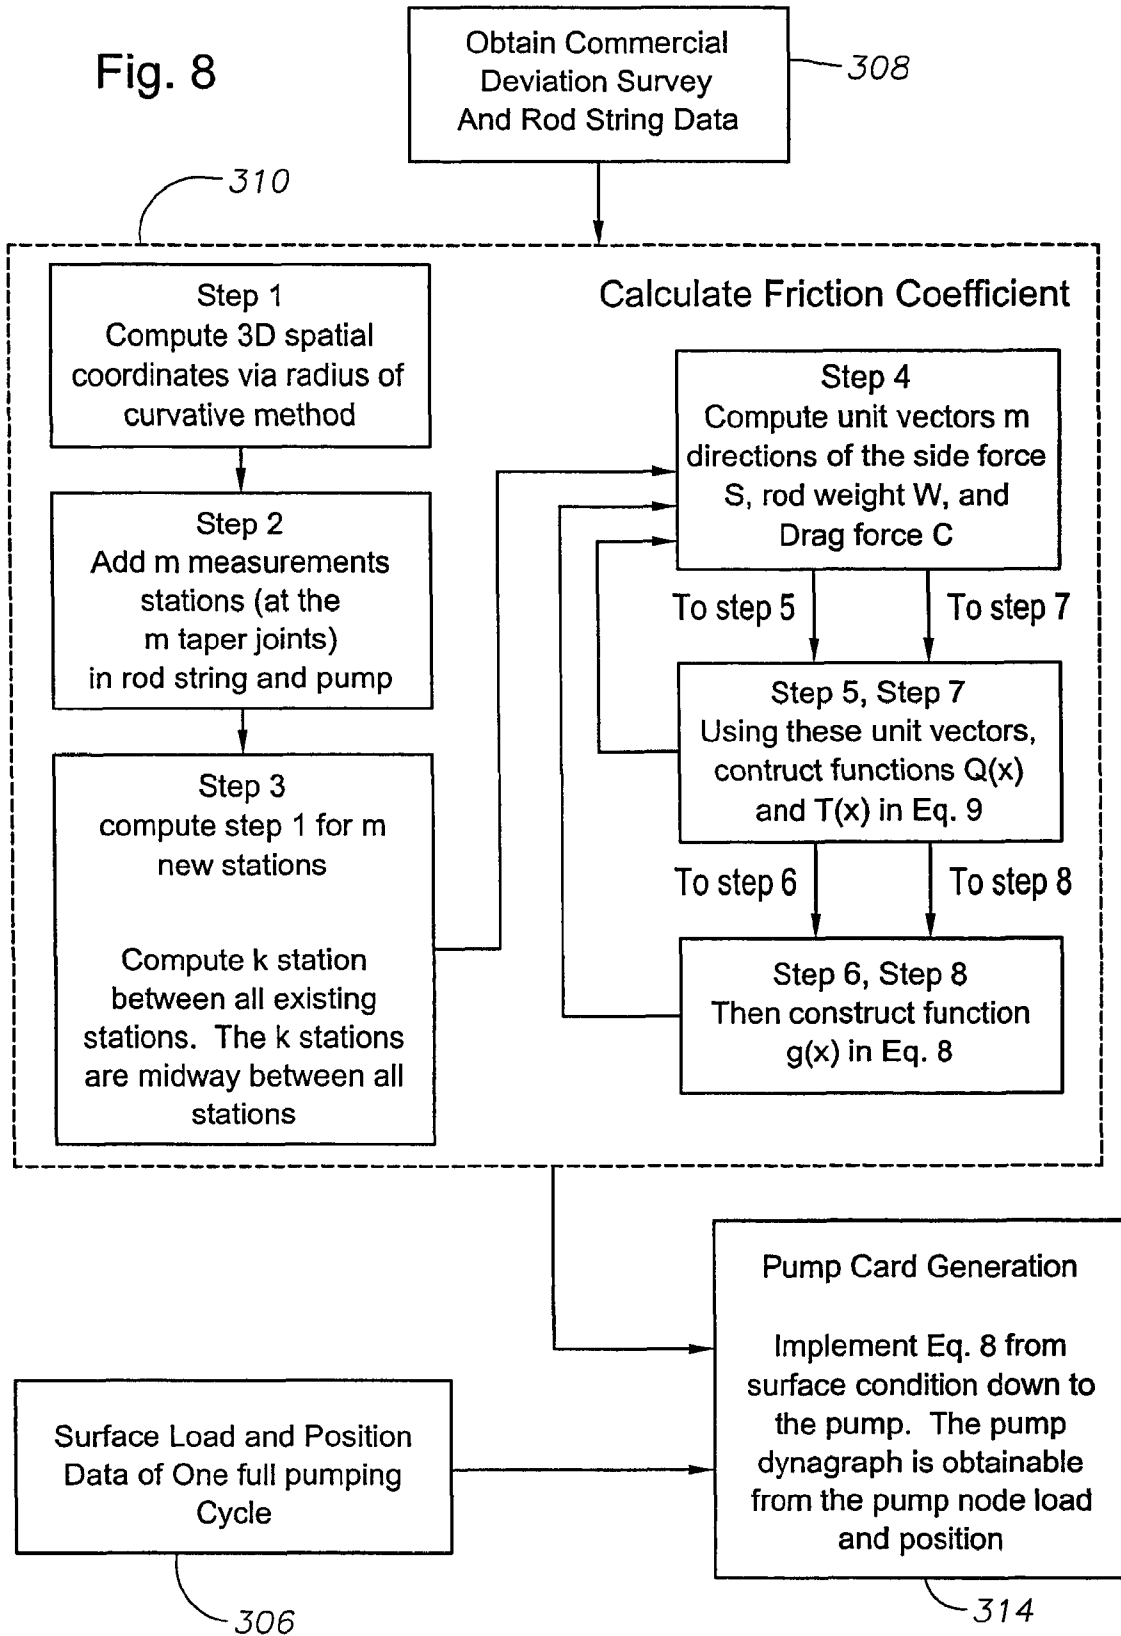 Fig. 8
Obtain Commercial
Deviation Survey
And Rod String Data
308
310
Calculate Friction Coefficient
Step 1
Compute 3D spatial
coordinates via radius of
curvative method
Step 2
Add m measurements
stations (at the
m taper joints)
in rod string and pump
Step 3
compute step 1 for m
new stations
Compute k station
between all existing
stations. The k stations
are midway between all
stations
Step 4
Compute unit vectors m
directions of the side force
S, rod weight W, and
Drag force C
To step 5
To step 7
Step 5, Step 7
Using these unit vectors,
contruct functions Q(x)
and T(x) in Eq. 9
To step 6
To step 8
Step 6, Step 8
Then construct function
g(x) in Eq. 8
Surface Load and Position
Data of One full pumping
Cycle
306
Pump Card Generation
Implement Eq. 8 from
surface condition down to
the pump. The pump
dynagraph is obtainable
from the pump node load
and position
314